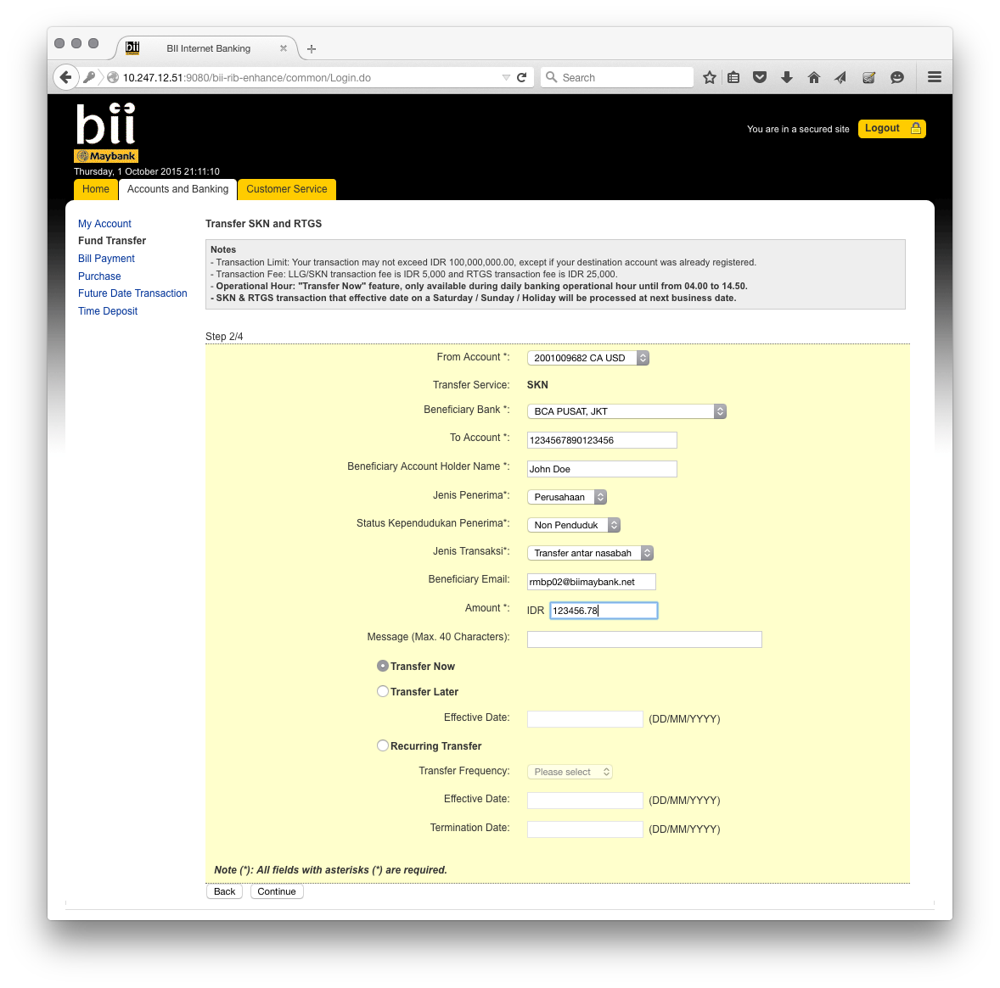 bii
BII Internet Banking
10.247.12.51:9080/bii-rib-enhance/common/Login.do
Search
bii
Maybank
You are in a secured site
Logout
Thursday, 1 October 2015 21:11:10
Home
Accounts and Banking
Customer Service
My Account
Fund Transfer
Bill Payment
Purchase
Future Date Transaction
Time Deposit
Transfer SKN and RTGS
Notes
- Transaction Limit: Your transaction may not exceed IDR 100,000,000.00, except if your destination account was already registered.
- Transaction Fee: LLG/SKN transaction fee is IDR 5,000 and RTGS transaction fee is IDR 25,000.
- Operational Hour: "Transfer Now" feature, only available during daily banking operational hour until from 04.00 to 14.50.
- SKN & RTGS transaction that effective date on a Saturday / Sunday / Holiday will be processed at next business date.
Step 2/4
From Account *: 2001009682 CA USD
Transfer Service: SKN
Beneficiary Bank *: BCA PUSAT, JKT
To Account *: 1234567890123456
Beneficiary Account Holder Name *: John Doe
Jenis Penerima*: Perusahaan
Status Kependudukan Penerima*: Non Penduduk
Jenis Transaksi*: Transfer antar nasabah
Beneficiary Email: rmbp02@biimaybank.net
Amount *: IDR 123456.78
Message (Max. 40 Characters):
Transfer Now
Transfer Later
Effective Date: (DD/MM/YYYY)
Recurring Transfer
Transfer Frequency: Please select
Effective Date: (DD/MM/YYYY)
Termination Date: (DD/MM/YYYY)
Note (*): All fields with asterisks (*) are required.
Back
Continue